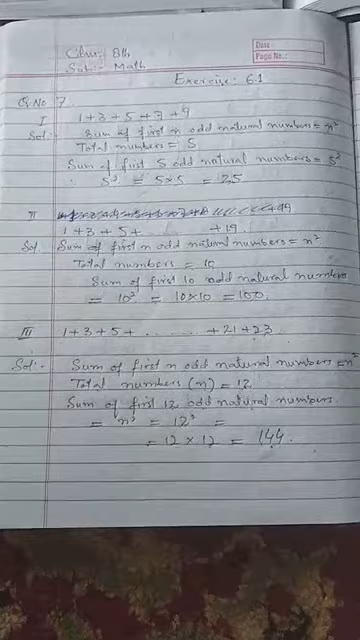 Class: 8th
Sub:- Math
Date :
Page No.:
Exercise: 6.1
Q.No 7.
I 1+3+5+7+9
Sol:- Sum of first n odd natural numbers = n²
Total numbers = 5
Sum of first 5 odd natural numbers = 5²
∴ 5² = 5×5 = 25
II
1+3+5+ ........ +19.
Sol. Sum of first n odd natural numbers = n²
Total numbers = 10
Sum of first 10 odd natural numbers
= 10² = 10×10 = 100.
III 1+3+5+ ........ +21+23.
Sol:- Sum of first n odd natural numbers = n²
Total numbers (n) = 12.
Sum of first 12 odd natural numbers.
= n² = 12² =
= 12 × 12 = 144.